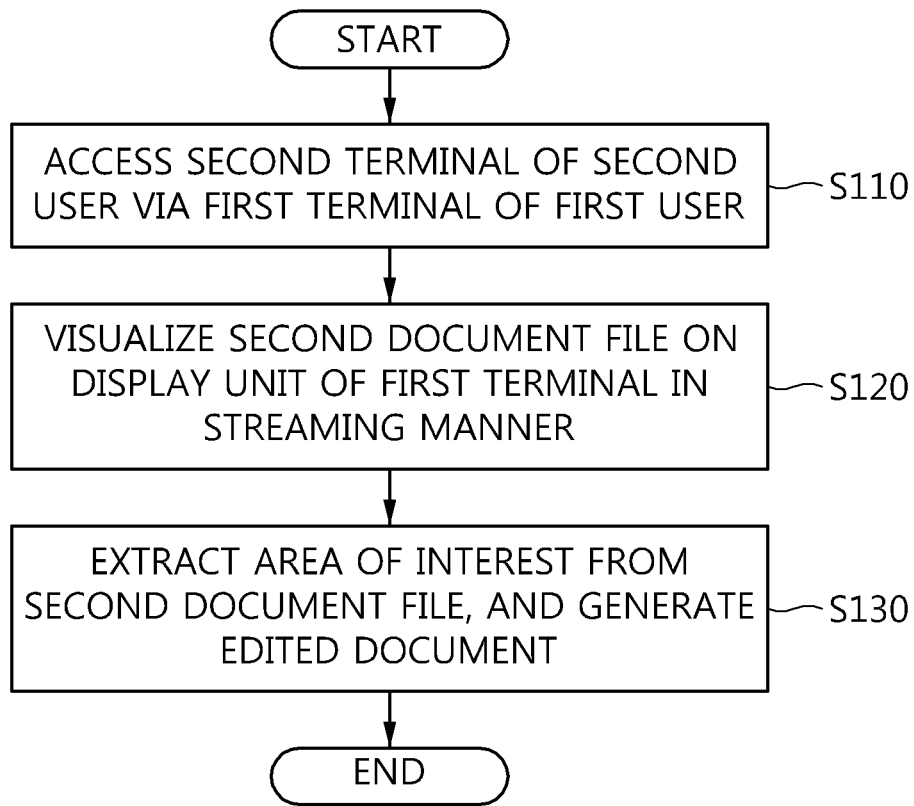 START
ACCESS SECOND TERMINAL OF SECOND
USER VIA FIRST TERMINAL OF FIRST USER
S110
VISUALIZE SECOND DOCUMENT FILE ON
DISPLAY UNIT OF FIRST TERMINAL IN
STREAMING MANNER
S120
EXTRACT AREA OF INTEREST FROM
SECOND DOCUMENT FILE, AND GENERATE
EDITED DOCUMENT
S130
END